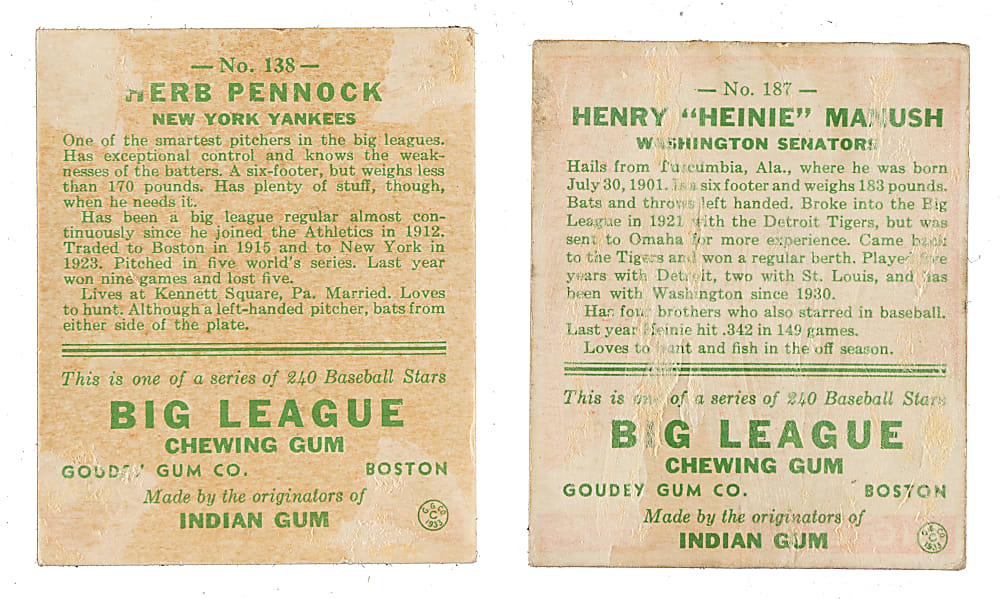 — No. 138 —
HERB PENNOCK
NEW YORK YANKEES
One of the smartest pitchers in the big leagues.
Has exceptional control and knows the weak-
nesses of the batters. A six-footer, but weighs less
than 170 pounds. Has plenty of stuff, though,
when he needs it.
Has been a big league regular almost con-
tinuously since he joined the Athletics in 1912.
Traded to Boston in 1915 and to New York in
1923. Pitched in five world's series. Last year
won nine games and lost five.
Lives at Kennett Square, Pa. Married. Loves
to hunt. Although a left-handed pitcher, bats from
either side of the plate.
This is one of a series of 240 Baseball Stars
BIG LEAGUE
CHEWING GUM
GOUDEY GUM CO. BOSTON
Made by the originators of
INDIAN GUM
G. G. Co.
C
1933
— No. 187 —
HENRY "HEINIE" MANUSH
WASHINGTON SENATORS
Hails from Tuscumbia, Ala., where he was born
July 30, 1901. Is a six footer and weighs 183 pounds.
Bats and throws left handed. Broke into the Big
League in 1921 with the Detroit Tigers, but was
sent to Omaha for more experience. Came back
to the Tigers and won a regular berth. Played five
years with Detroit, two with St. Louis, and has
been with Washington since 1930.
Has four brothers who also starred in baseball.
Last year Heinie hit .342 in 149 games.
Loves to hunt and fish in the off season.
This is one of a series of 240 Baseball Stars
BIG LEAGUE
CHEWING GUM
GOUDEY GUM CO. BOSTON
Made by the originators of
INDIAN GUM
G. G. Co.
C
1933